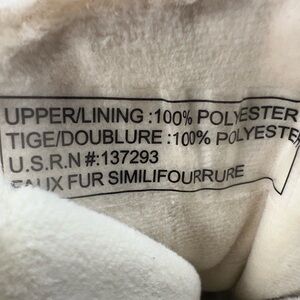 UPPER/LINING :100% POLYESTER
TIGE/DOUBLURE :100% POLYESTER
U.S.R.N #:137293
FAUX FUR SIMILIFOURRURE